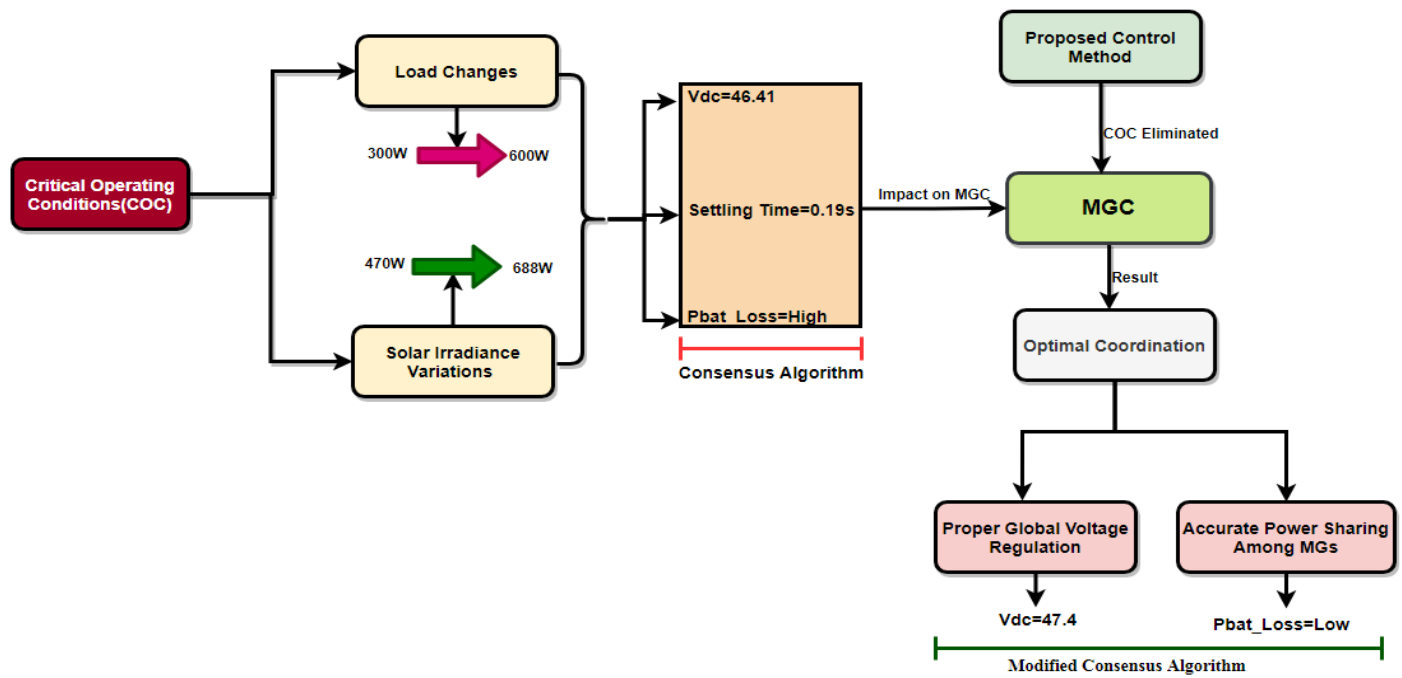 Critical Operating
Conditions(COC)
Load Changes
300W
600W
470W
688W
Solar Irradiance
Variations
Vdc=46.41
Settling Time=0.19s
Pbat_Loss=High
Consensus Algorithm
Impact on MGC
Proposed Control
Method
COC Eliminated
MGC
Result
Optimal Coordination
Proper Global Voltage
Regulation
Accurate Power Sharing
Among MGs
Vdc=47.4
Pbat_Loss=Low
Modified Consensus Algorithm